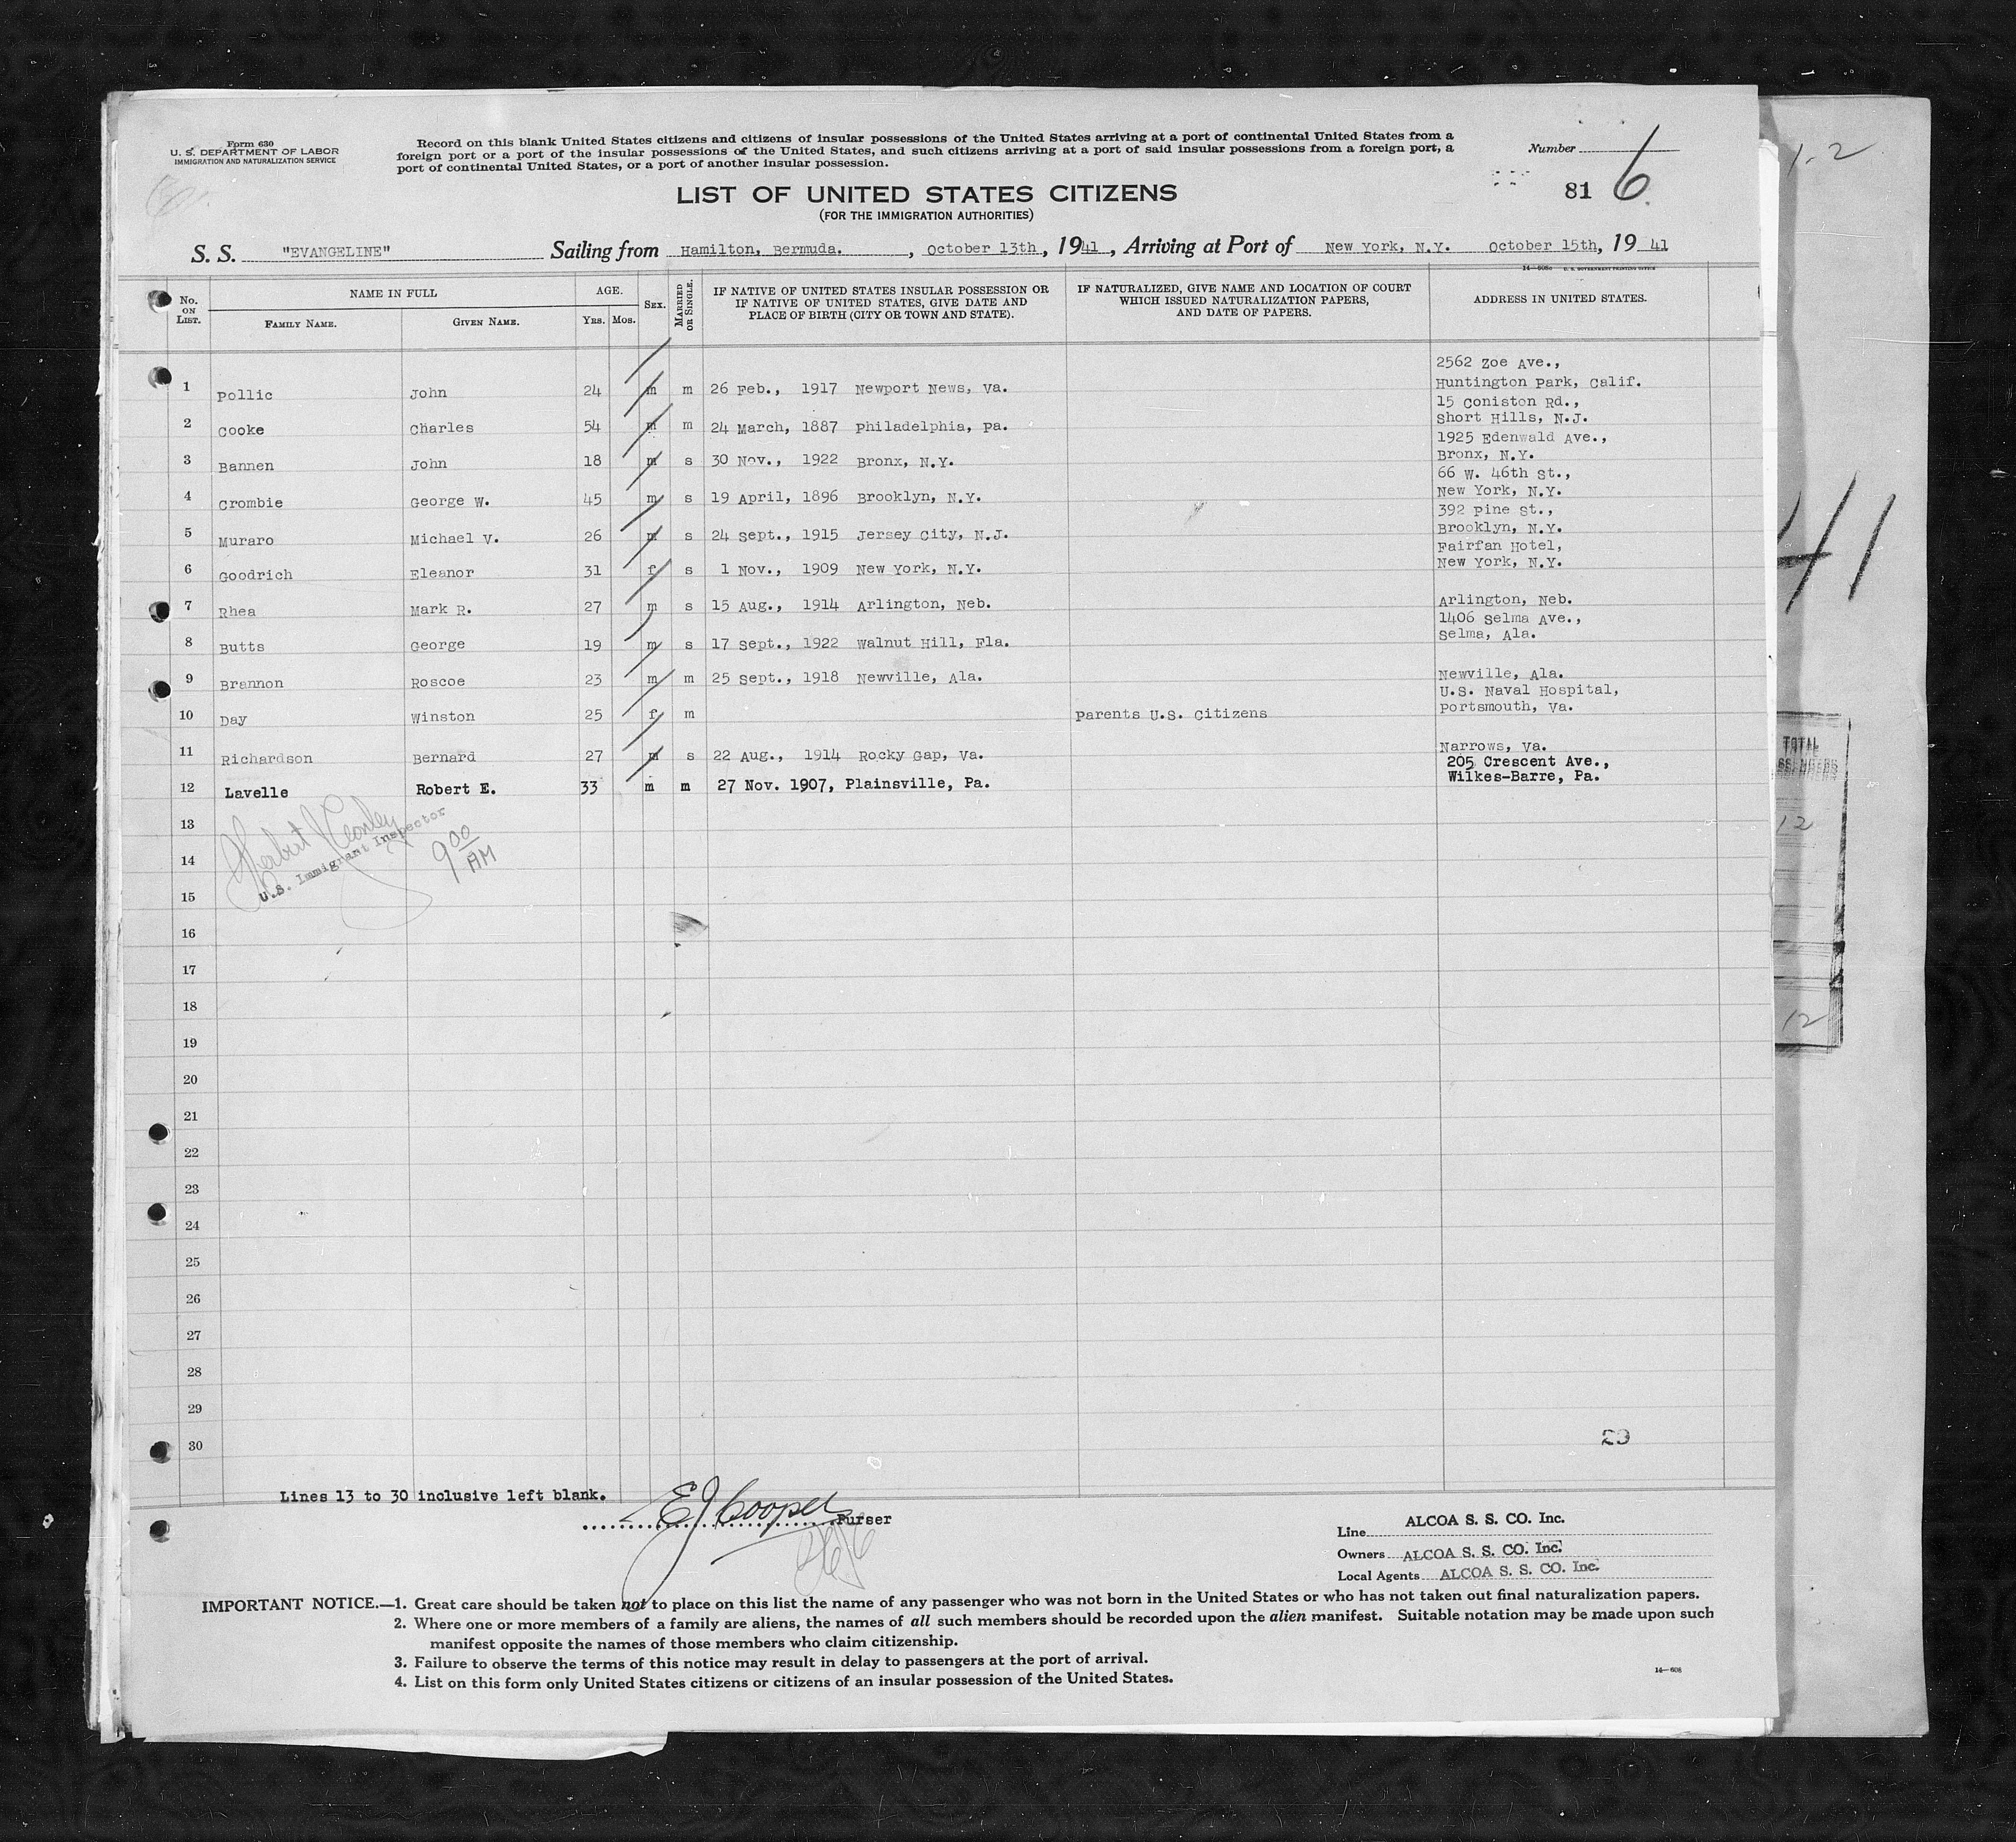 Form 630
U. S. DEPARTMENT OF LABOR
IMMIGRATION AND NATURALIZATION SERVICE
Record on this blank United States citizens and citizens of insular possessions of the United States arriving at a port of continental United States from a
foreign port or a port of the insular possessions of the United States, and such citizens arriving at a port of said insular possessions from a foreign port, a
port of continental United States, or a port of another insular possession.
Number
81 6
1-2
LIST OF UNITED STATES CITIZENS
(FOR THE IMMIGRATION AUTHORITIES)
S. S. "EVANGELINE" Sailing from Hamilton, Bermuda. , October 13th, 1941, Arriving at Port of New York, N.Y. October 15th, 1941
14—608c U. S. GOVERNMENT PRINTING OFFICE
No. ON LIST. NAME IN FULL FAMILY NAME. GIVEN NAME. AGE. YRS. MOS. SEX. MARRIED OR SINGLE. IF NATIVE OF UNITED STATES INSULAR POSSESSION OR IF NATIVE OF UNITED STATES, GIVE DATE AND PLACE OF BIRTH (CITY OR TOWN AND STATE). IF NATURALIZED, GIVE NAME AND LOCATION OF COURT WHICH ISSUED NATURALIZATION PAPERS, AND DATE OF PAPERS. ADDRESS IN UNITED STATES.
2562 Zoe Ave.,
1 Pollic John 24 m m 26 Feb., 1917 Newport News, Va. Huntington Park, Calif.
15 Coniston Rd.,
2 Cooke Charles 54 m m 24 March, 1887 Philadelphia, Pa. Short Hills, N.J.
1925 Edenwald Ave.,
3 Bannen John 18 m s 30 Nov., 1922 Bronx, N.Y. Bronx, N.Y.
66 W. 46th St.,
4 Crombie George W. 45 m s 19 April, 1896 Brooklyn, N.Y. New York, N.Y.
392 Pine St.,
5 Muraro Michael V. 26 m s 24 Sept., 1915 Jersey City, N.J. Brooklyn, N.Y.
Fairfan Hotel,
6 Goodrich Eleanor 31 f s 1 Nov., 1909 New York, N.Y. New York, N.Y.
7 Rhea Mark R. 27 m s 15 Aug., 1914 Arlington, Neb. Arlington, Neb.
1406 Selma Ave.,
8 Butts George 19 m s 17 Sept., 1922 Walnut Hill, Fla. Selma, Ala.
9 Brannon Roscoe 23 m m 25 Sept., 1918 Newville, Ala. Newville, Ala.
U.S. Naval Hospital,
10 Day Winston 25 f m Parents U.S. Citizens Portsmouth, Va.
11 Richardson Bernard 27 m s 22 Aug., 1914 Rocky Gap, Va. Narrows, Va.
205 Crescent Ave.,
12 Lavelle Robert E. 33 m m 27 Nov. 1907, Plainsville, Pa. Wilkes-Barre, Pa.
13
U.S. Immigrant Inspector
9 00 AM
14
15
16
17
18
19
20
21
22
23
24
25
26
27
28
29
30
Lines 13 to 30 inclusive left blank.
E J Cooper Purser
Line ALCOA S. S. CO. Inc.
Owners ALCOA S. S. CO. Inc.
Local Agents ALCOA S. S. CO. Inc.
IMPORTANT NOTICE.—1. Great care should be taken not to place on this list the name of any passenger who was not born in the United States or who has not taken out final naturalization papers.
2. Where one or more members of a family are aliens, the names of all such members should be recorded upon the alien manifest. Suitable notation may be made upon such
manifest opposite the names of those members who claim citizenship.
3. Failure to observe the terms of this notice may result in delay to passengers at the port of arrival.
4. List on this form only United States citizens or citizens of an insular possession of the United States.
14—608
41
TOTAL
12
12